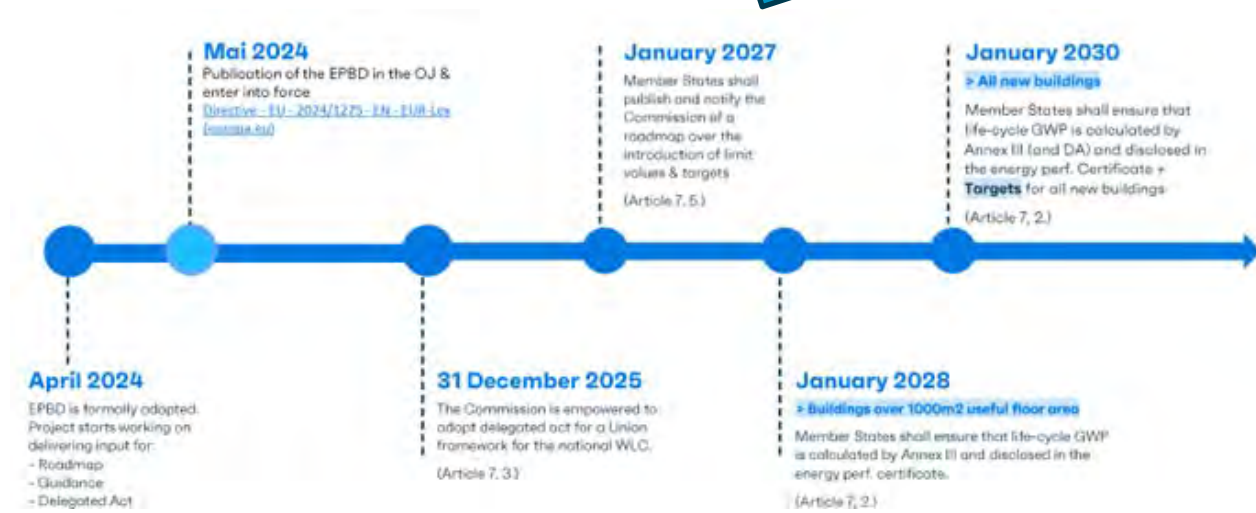 Mai 2024
Publication of the EPBD in the OJ &
enter into force
Directive - EU - 2024/1275 - EN - EUR-Lex
(europa.eu)
January 2027
Member States shall
publish and notify the
Commission of a
roadmap over the
introduction of limit
values & targets
(Article 7, 5.)
January 2030
> All new buildings
Member States shall ensure that
life-cycle GWP is calculated by
Annex III (and DA) and disclosed in
the energy perf. Certificate +
Targets for all new buildings
(Article 7, 2.)
April 2024
EPBD is formally adopted.
Project starts working on
delivering input for:
- Roadmap
- Guidance
- Delegated Act
31 December 2025
The Commission is empowered to
adopt delegated act for a Union
framework for the national WLC.
(Article 7, 3.)
January 2028
> Buildings over 1000m2 useful floor area
Member States shall ensure that life-cycle GWP
is calculated by Annex III and disclosed in the
energy perf. certificate.
(Article 7, 2.)